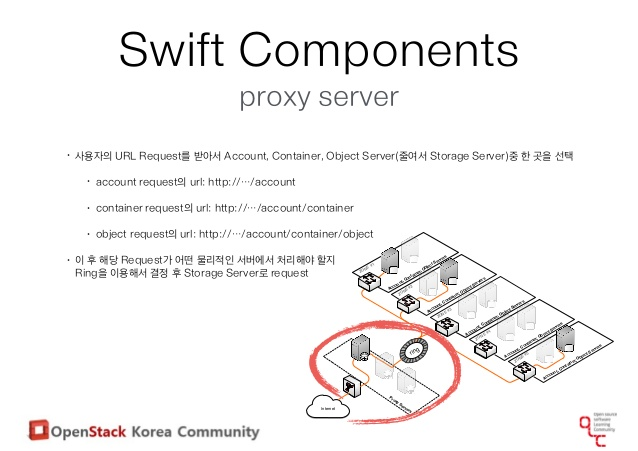 Swift Components
proxy server
• 사용자의 URL Request를 받아서 Account, Container, Object Server(줄여서 Storage Server)중 한 곳을 선택
• account request의 url: http://…/account
• container request의 url: http://…/account/container
• object request의 url: http://…/account/container/object
• 이 후 해당 Request가 어떤 물리적인 서버에서 처리해야 할지
Ring을 이용해서 결정 후 Storage Server로 request
ring
Internet
OpenStack Korea Community
Open source
Software
Learning
Community